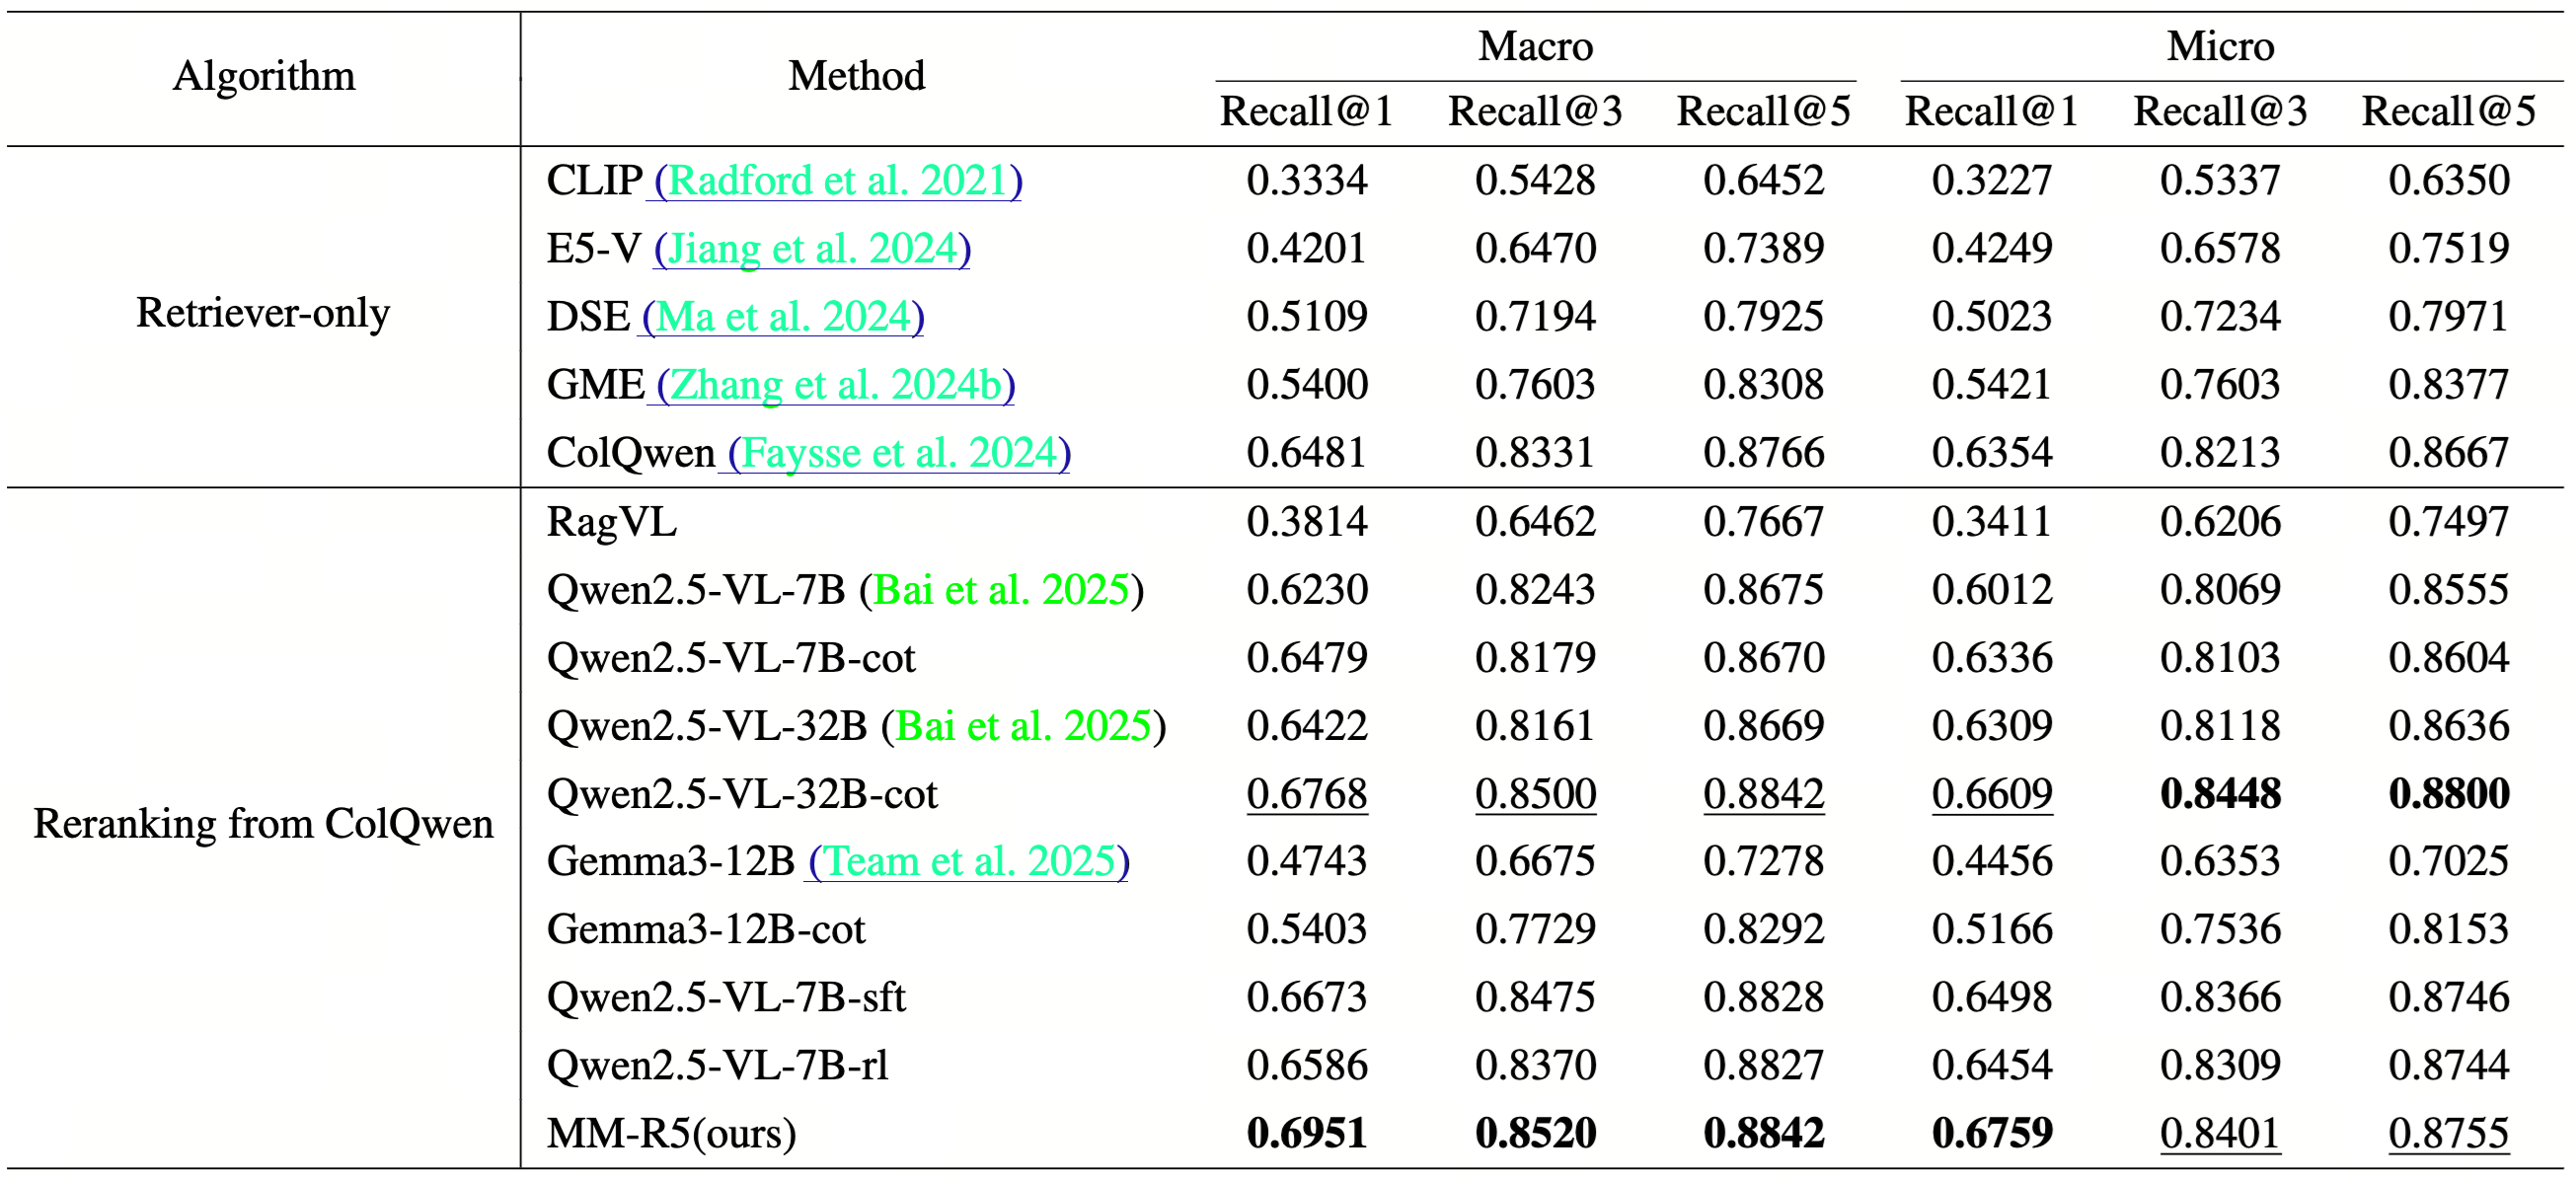 Algorithm Method Macro Micro
Recall@1 Recall@3 Recall@5 Recall@1 Recall@3 Recall@5
Retriever-only
CLIP (Radford et al. 2021) 0.3334 0.5428 0.6452 0.3227 0.5337 0.6350
E5-V (Jiang et al. 2024) 0.4201 0.6470 0.7389 0.4249 0.6578 0.7519
DSE (Ma et al. 2024) 0.5109 0.7194 0.7925 0.5023 0.7234 0.7971
GME (Zhang et al. 2024b) 0.5400 0.7603 0.8308 0.5421 0.7603 0.8377
ColQwen (Faysse et al. 2024) 0.6481 0.8331 0.8766 0.6354 0.8213 0.8667
Reranking from ColQwen
RagVL 0.3814 0.6462 0.7667 0.3411 0.6206 0.7497
Qwen2.5-VL-7B (Bai et al. 2025) 0.6230 0.8243 0.8675 0.6012 0.8069 0.8555
Qwen2.5-VL-7B-cot 0.6479 0.8179 0.8670 0.6336 0.8103 0.8604
Qwen2.5-VL-32B (Bai et al. 2025) 0.6422 0.8161 0.8669 0.6309 0.8118 0.8636
Qwen2.5-VL-32B-cot 0.6768 0.8500 0.8842 0.6609 0.8448 0.8800
Gemma3-12B (Team et al. 2025) 0.4743 0.6675 0.7278 0.4456 0.6353 0.7025
Gemma3-12B-cot 0.5403 0.7729 0.8292 0.5166 0.7536 0.8153
Qwen2.5-VL-7B-sft 0.6673 0.8475 0.8828 0.6498 0.8366 0.8746
Qwen2.5-VL-7B-rl 0.6586 0.8370 0.8827 0.6454 0.8309 0.8744
MM-R5(ours) 0.6951 0.8520 0.8842 0.6759 0.8401 0.8755